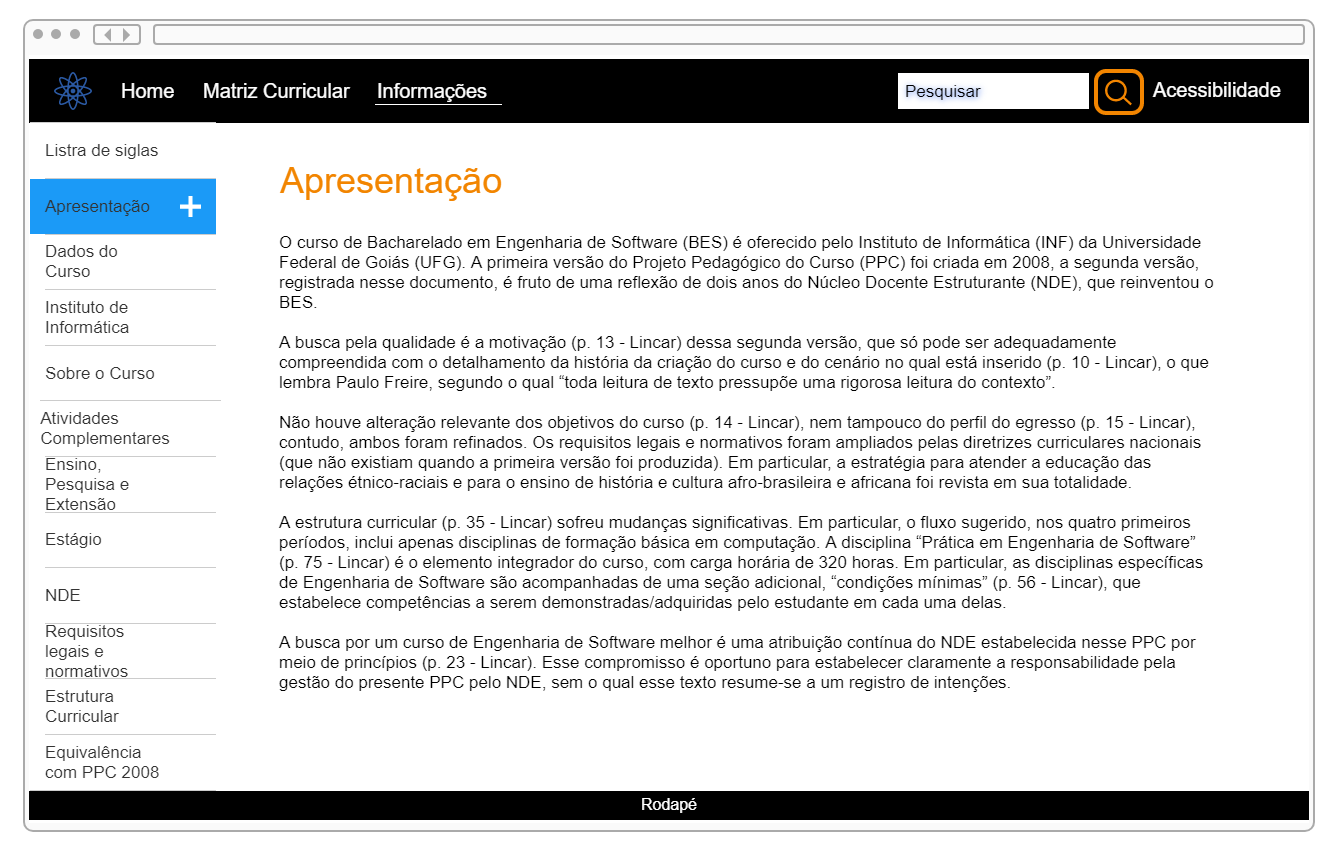 Home Matriz Curricular Informações Pesquisar Acessibilidade
Listra de siglas
Apresentação
Dados do
Curso
Instituto de
Informática
Sobre o Curso
Atividades
Complementares
Ensino,
Pesquisa e
Extensão
Estágio
NDE
Requisitos
legais e
normativos
Estrutura
Curricular
Equivalência
com PPC 2008
Apresentação
O curso de Bacharelado em Engenharia de Software (BES) é oferecido pelo Instituto de Informática (INF) da Universidade
Federal de Goiás (UFG). A primeira versão do Projeto Pedagógico do Curso (PPC) foi criada em 2008, a segunda versão,
registrada nesse documento, é fruto de uma reflexão de dois anos do Núcleo Docente Estruturante (NDE), que reinventou o
BES.
A busca pela qualidade é a motivação (p. 13 - Lincar) dessa segunda versão, que só pode ser adequadamente
compreendida com o detalhamento da história da criação do curso e do cenário no qual está inserido (p. 10 - Lincar), o que
lembra Paulo Freire, segundo o qual “toda leitura de texto pressupõe uma rigorosa leitura do contexto”.
Não houve alteração relevante dos objetivos do curso (p. 14 - Lincar), nem tampouco do perfil do egresso (p. 15 - Lincar),
contudo, ambos foram refinados. Os requisitos legais e normativos foram ampliados pelas diretrizes curriculares nacionais
(que não existiam quando a primeira versão foi produzida). Em particular, a estratégia para atender a educação das
relações étnico-raciais e para o ensino de história e cultura afro-brasileira e africana foi revista em sua totalidade.
A estrutura curricular (p. 35 - Lincar) sofreu mudanças significativas. Em particular, o fluxo sugerido, nos quatro primeiros
períodos, inclui apenas disciplinas de formação básica em computação. A disciplina “Prática em Engenharia de Software”
(p. 75 - Lincar) é o elemento integrador do curso, com carga horária de 320 horas. Em particular, as disciplinas específicas
de Engenharia de Software são acompanhadas de uma seção adicional, “condições mínimas” (p. 56 - Lincar), que
estabelece competências a serem demonstradas/adquiridas pelo estudante em cada uma delas.
A busca por um curso de Engenharia de Software melhor é uma atribuição contínua do NDE estabelecida nesse PPC por
meio de princípios (p. 23 - Lincar). Esse compromisso é oportuno para estabelecer claramente a responsabilidade pela
gestão do presente PPC pelo NDE, sem o qual esse texto resume-se a um registro de intenções.
Rodapé